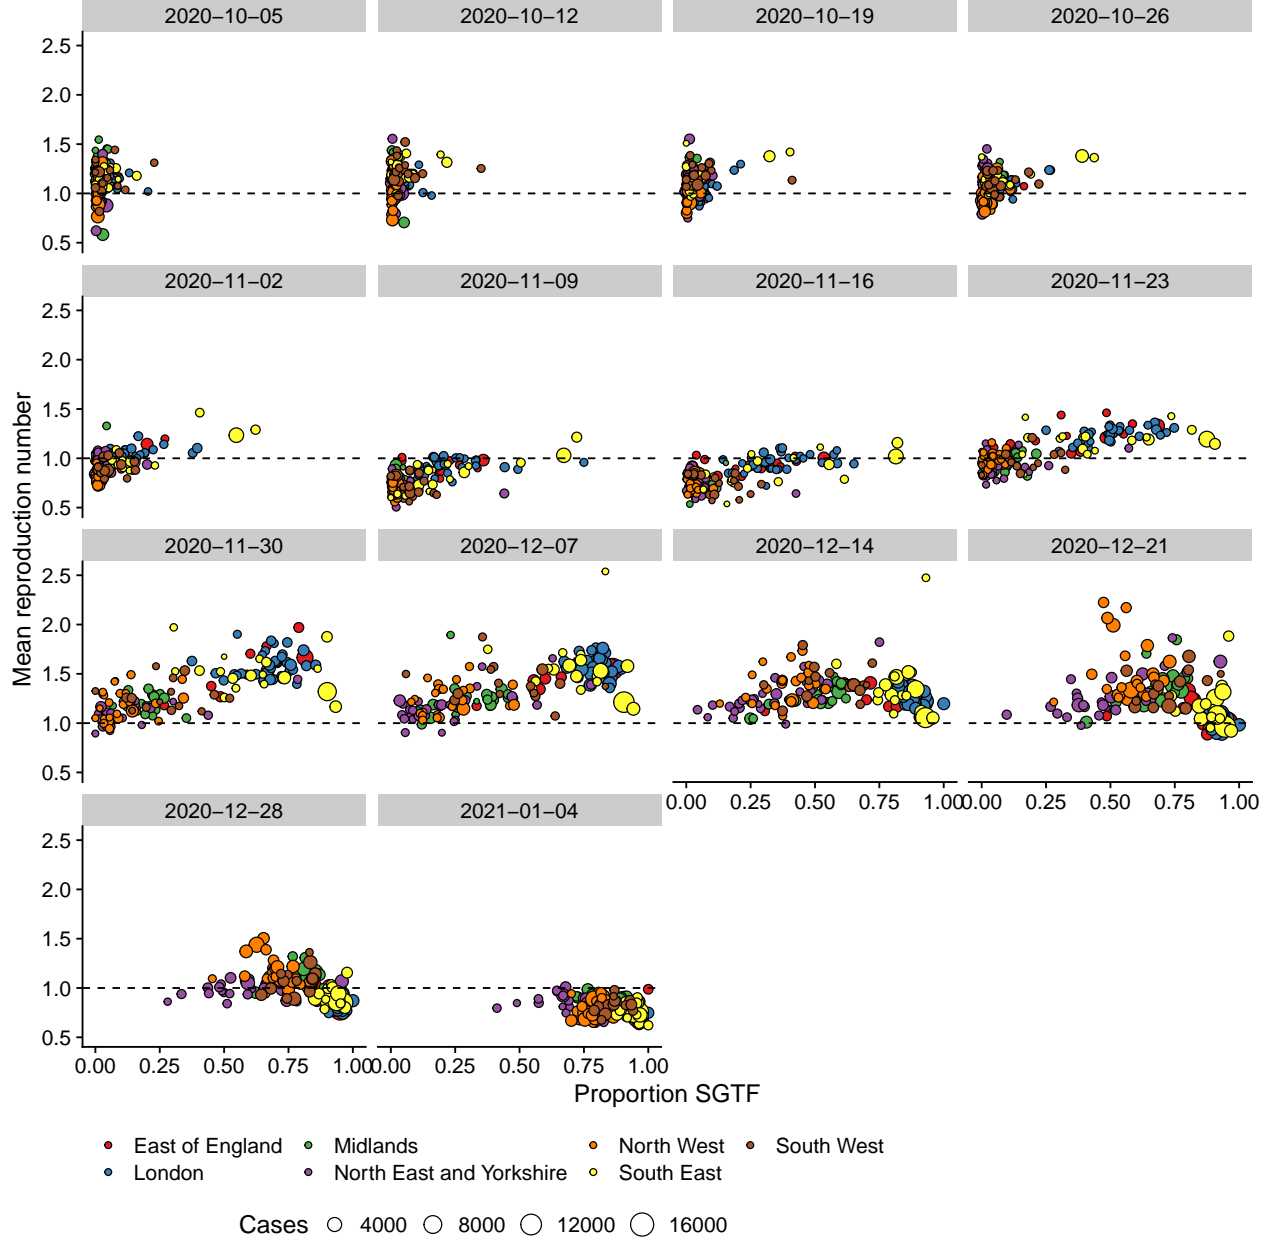 2020−10−05 2020−10−12 2020−10−19 2020−10−26
2.5
2.0
1.5
1.0
0.5
2020−11−02 2020−11−09 2020−11−16 2020−11−23
2.5
2.0
1.5
1.0
0.5
2020−11−30 2020−12−07 2020−12−14 2020−12−21
2.5
2.0
1.5
1.0
0.5
0.00 0.25 0.50 0.75 1.00 0.00 0.25 0.50 0.75 1.00
2020−12−28 2021−01−04
2.5
2.0
1.5
1.0
0.5
0.00 0.25 0.50 0.75 1.00 0.00 0.25 0.50 0.75 1.00
Mean reproduction number
Proportion SGTF
East of England Midlands North West South West
London North East and Yorkshire South East
Cases 4000 8000 12000 16000